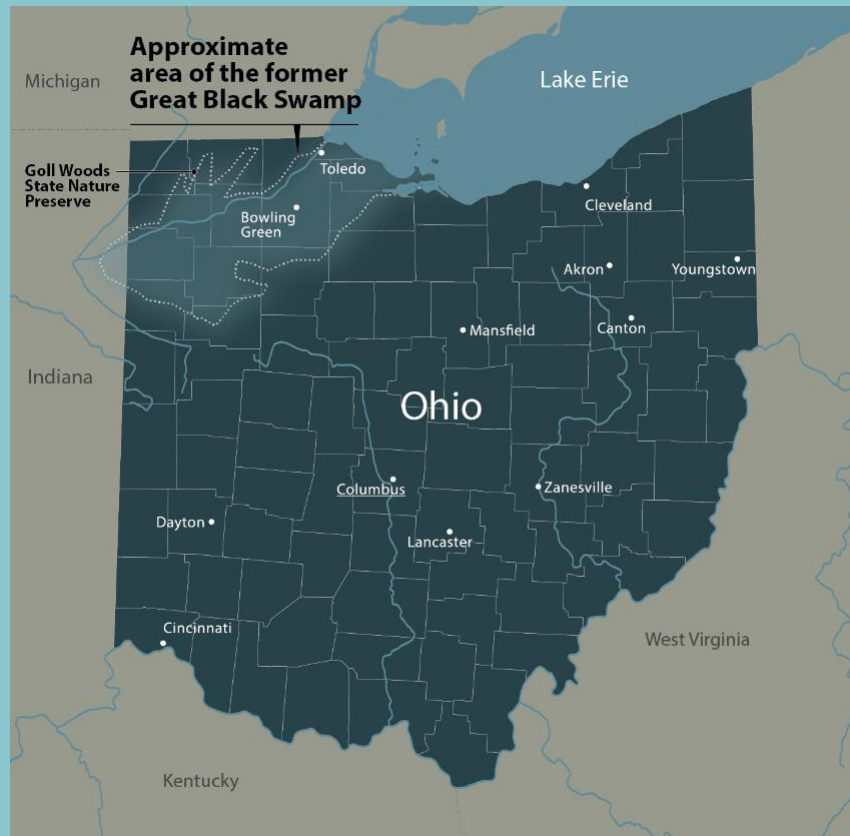 Approximate
area of the former
Great Black Swamp
Michigan
Lake Erie
Goll Woods
State Nature
Preserve
Toledo
Bowling
Green
Cleveland
Akron
Youngstown
Mansfield
Canton
Indiana
Ohio
Columbus
Zanesville
Dayton
Lancaster
Cincinnati
West Virginia
Kentucky